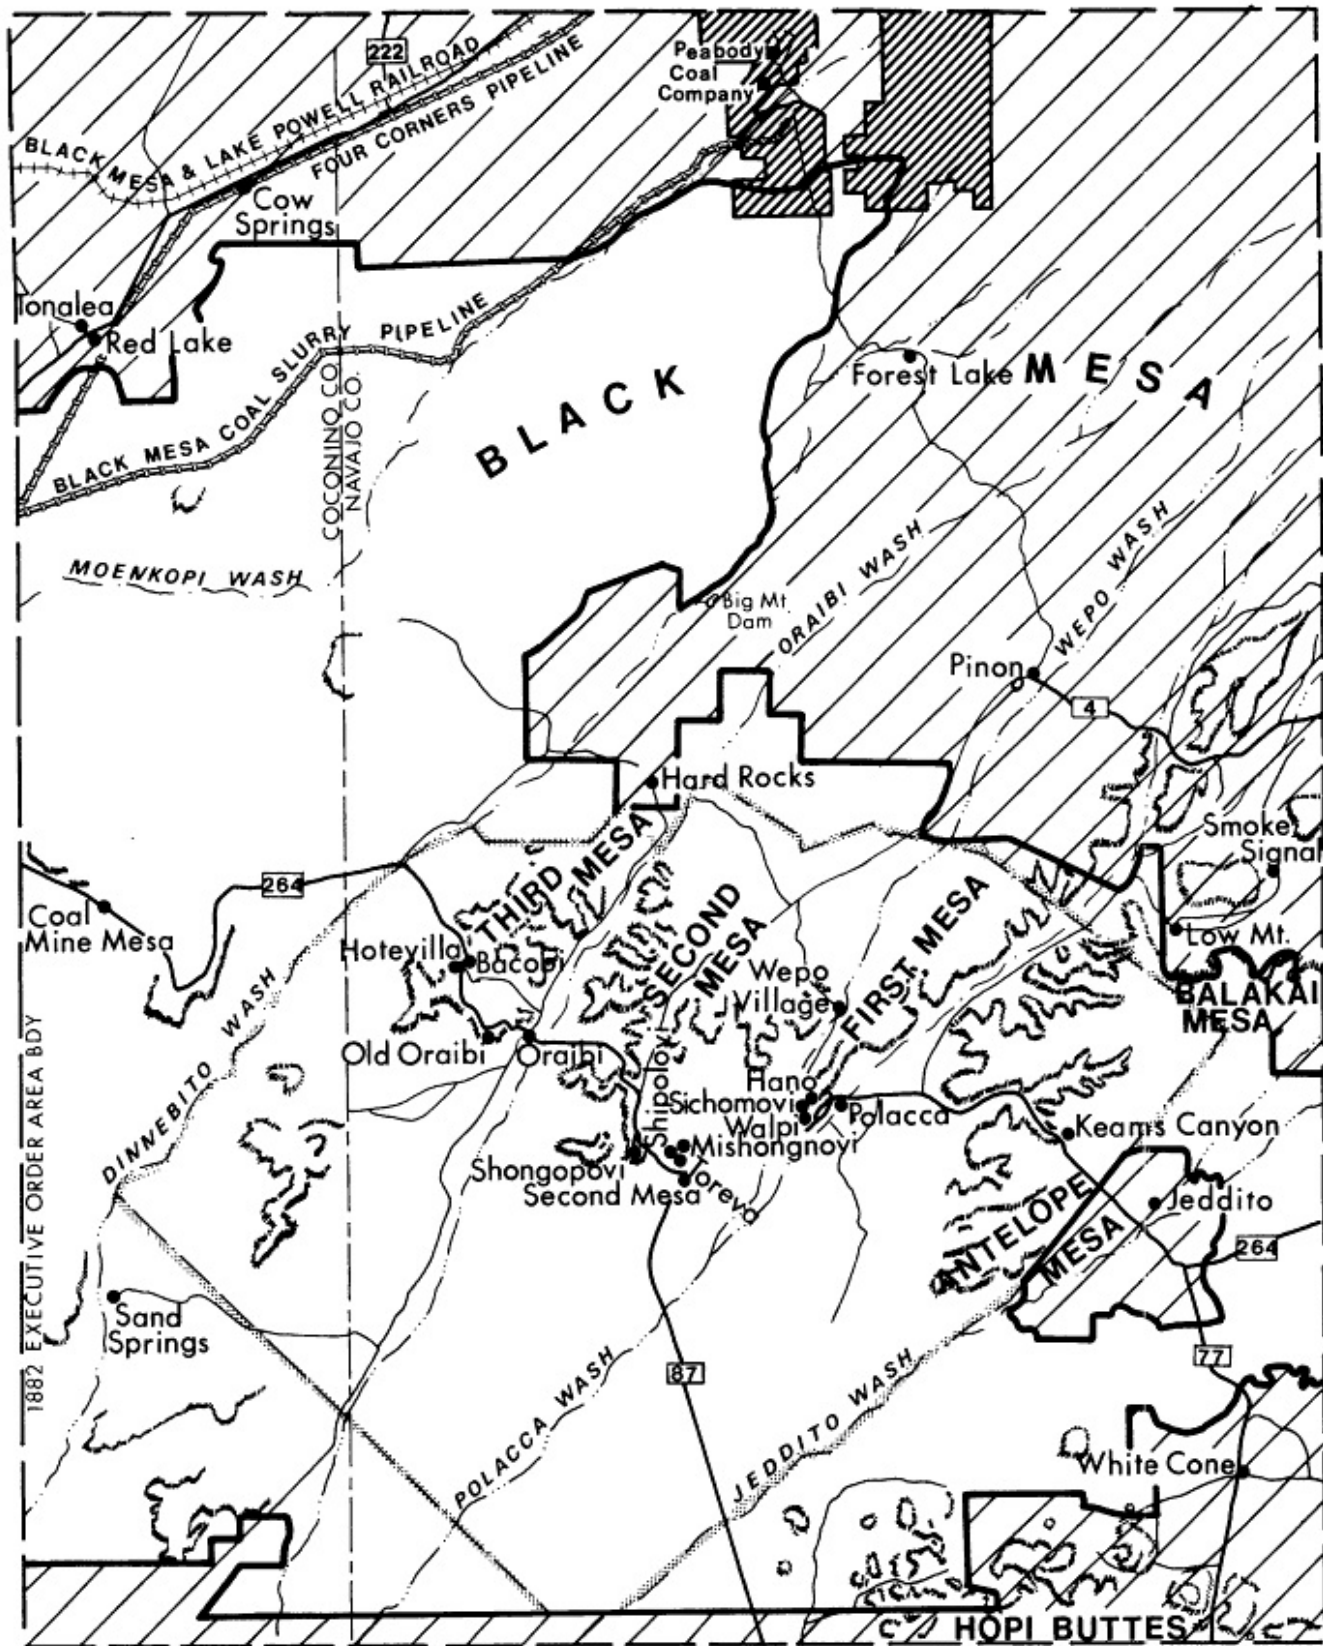 222
Peabody
Coal
Company
BLACK MESA & LAKE POWELL RAILROAD
FOUR CORNERS PIPELINE
Cow
Springs
Tonalea
Red Lake
BLACK MESA COAL SLURRY PIPELINE
COCONINO CO.
NAVAJO CO.
BLACK MESA
Forest Lake
MOENKOPI WASH
Big Mt.
Dam
ORAIBI WASH
WEPO WASH
Pinon
4
Hard Rocks
Smoke
Signal
264
Coal
Mine Mesa
THIRD
MESA
SECOND
MESA
FIRST MESA
Low Mt.
Hotevilla
Bacobi
Wepo
Village
BALAKAI
MESA
Old Oraibi
Oraibi
DINNEBITO WASH
Shipolovi
Hano
Sichomovi
Walpi
Polacca
Keams Canyon
Mishongnovi
Shongopovi
Second Mesa
Toreva
Jeddito
ANTELOPE
MESA
264
1882 EXECUTIVE ORDER AREA BDY
Sand
Springs
87
77
POLACCA WASH
JEDDITO WASH
White Cone
HOPI BUTTES